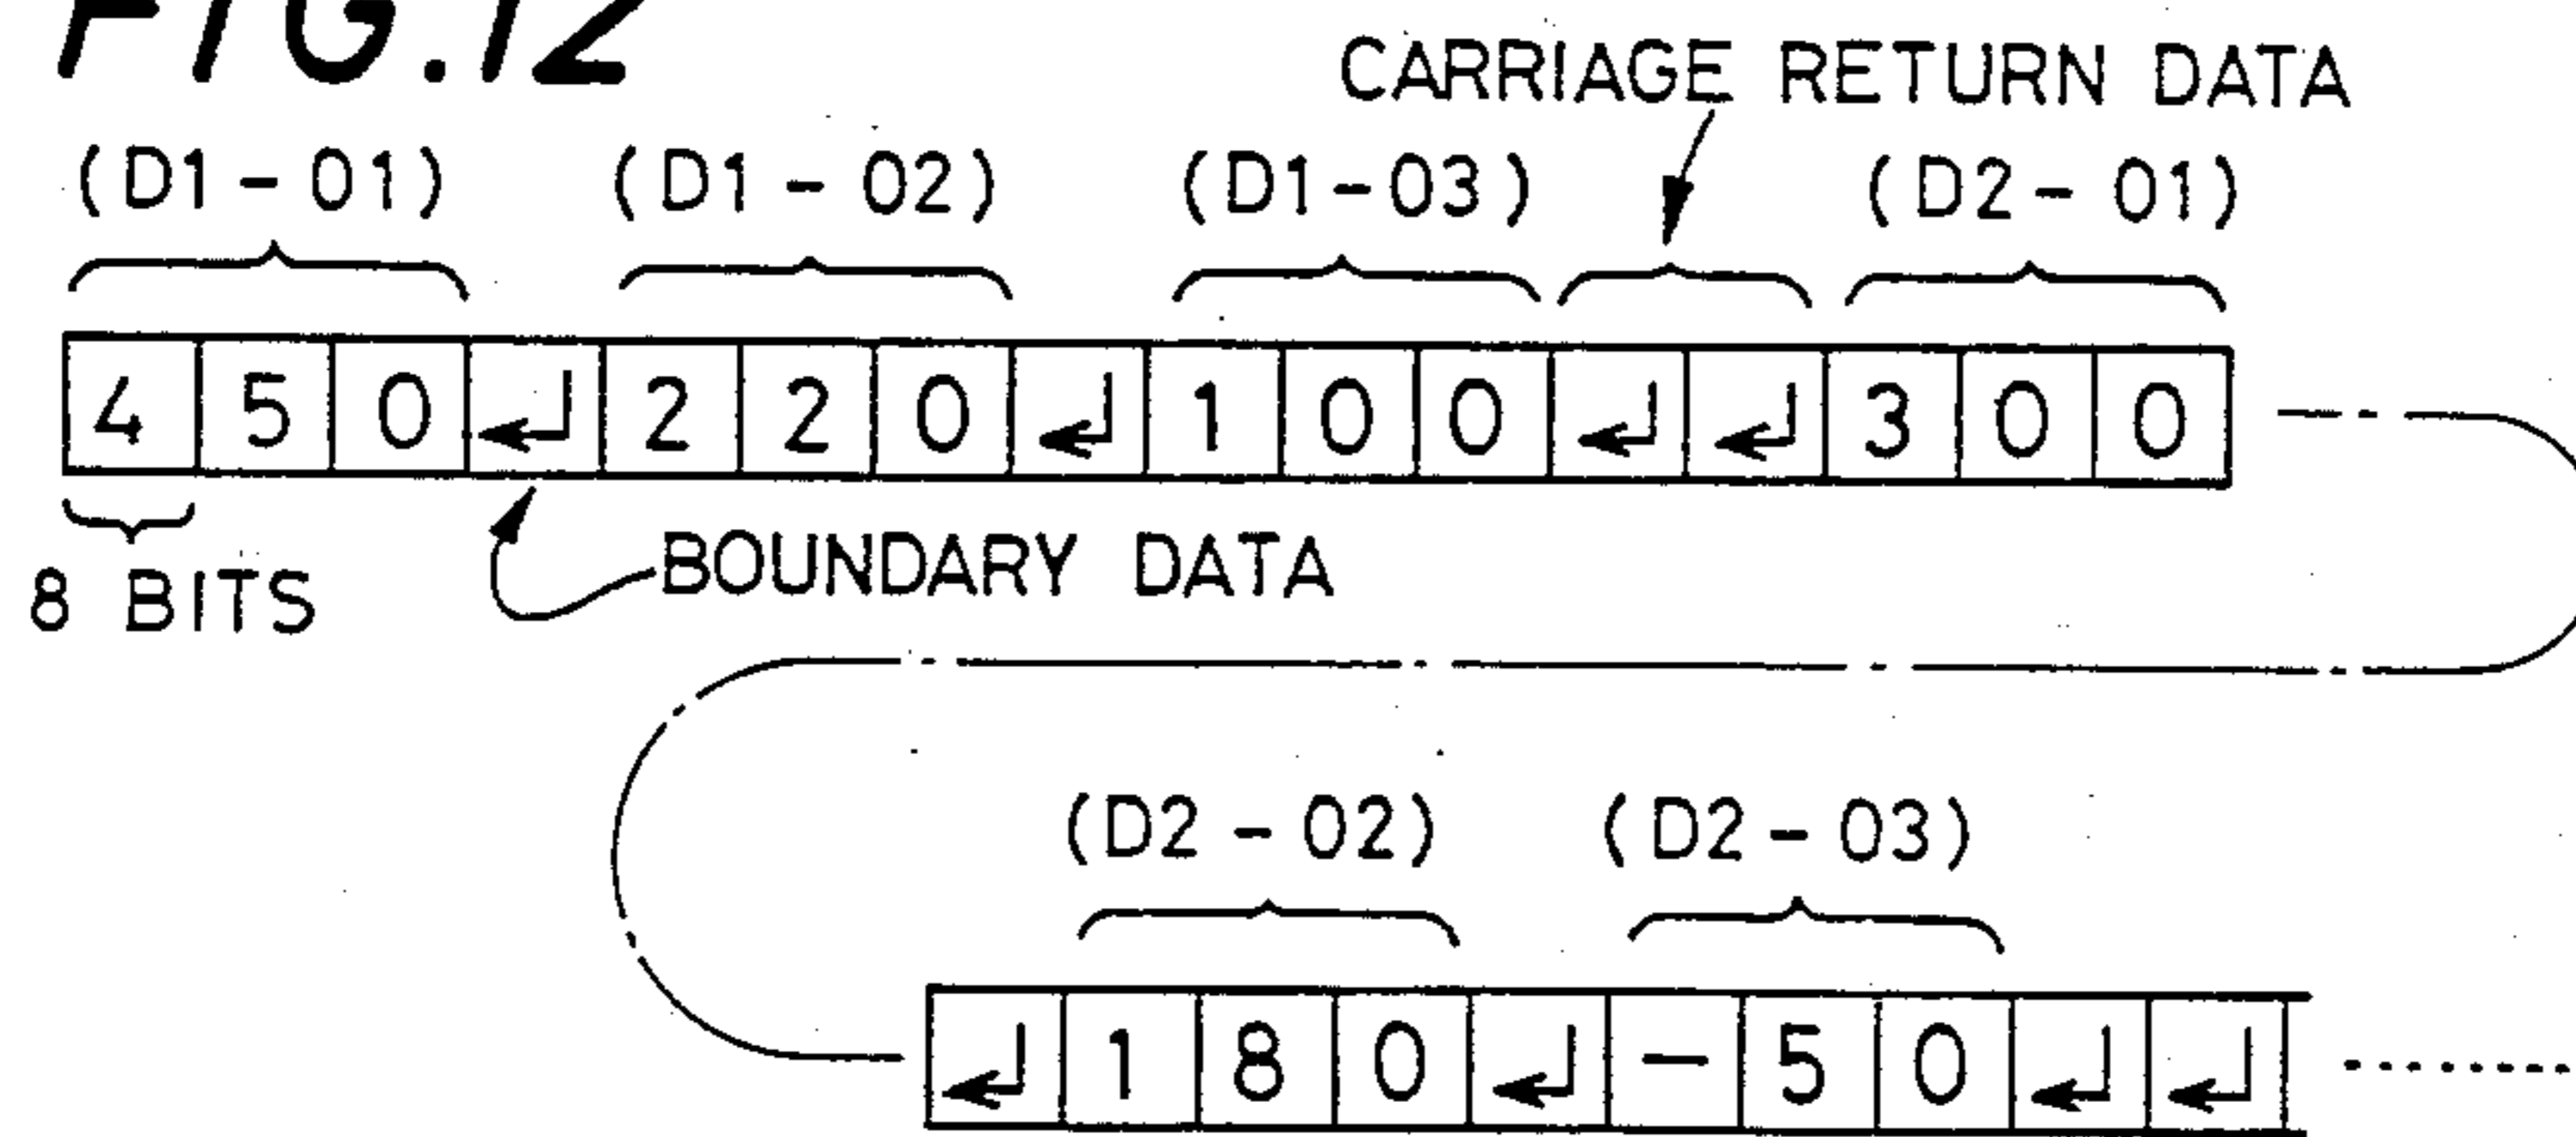 FIG.12
CARRIAGE RETURN DATA
(D1-01) (D1-02) (D1-03) (D2-01)
4 5 0 ↵ 2 2 0 ↵ 1 0 0 ↵ ↵ 3 0 0
8 BITS
BOUNDARY DATA
(D2-02) (D2-03)
↵ 1 8 0 ↵ - 5 0 ↵ ↵